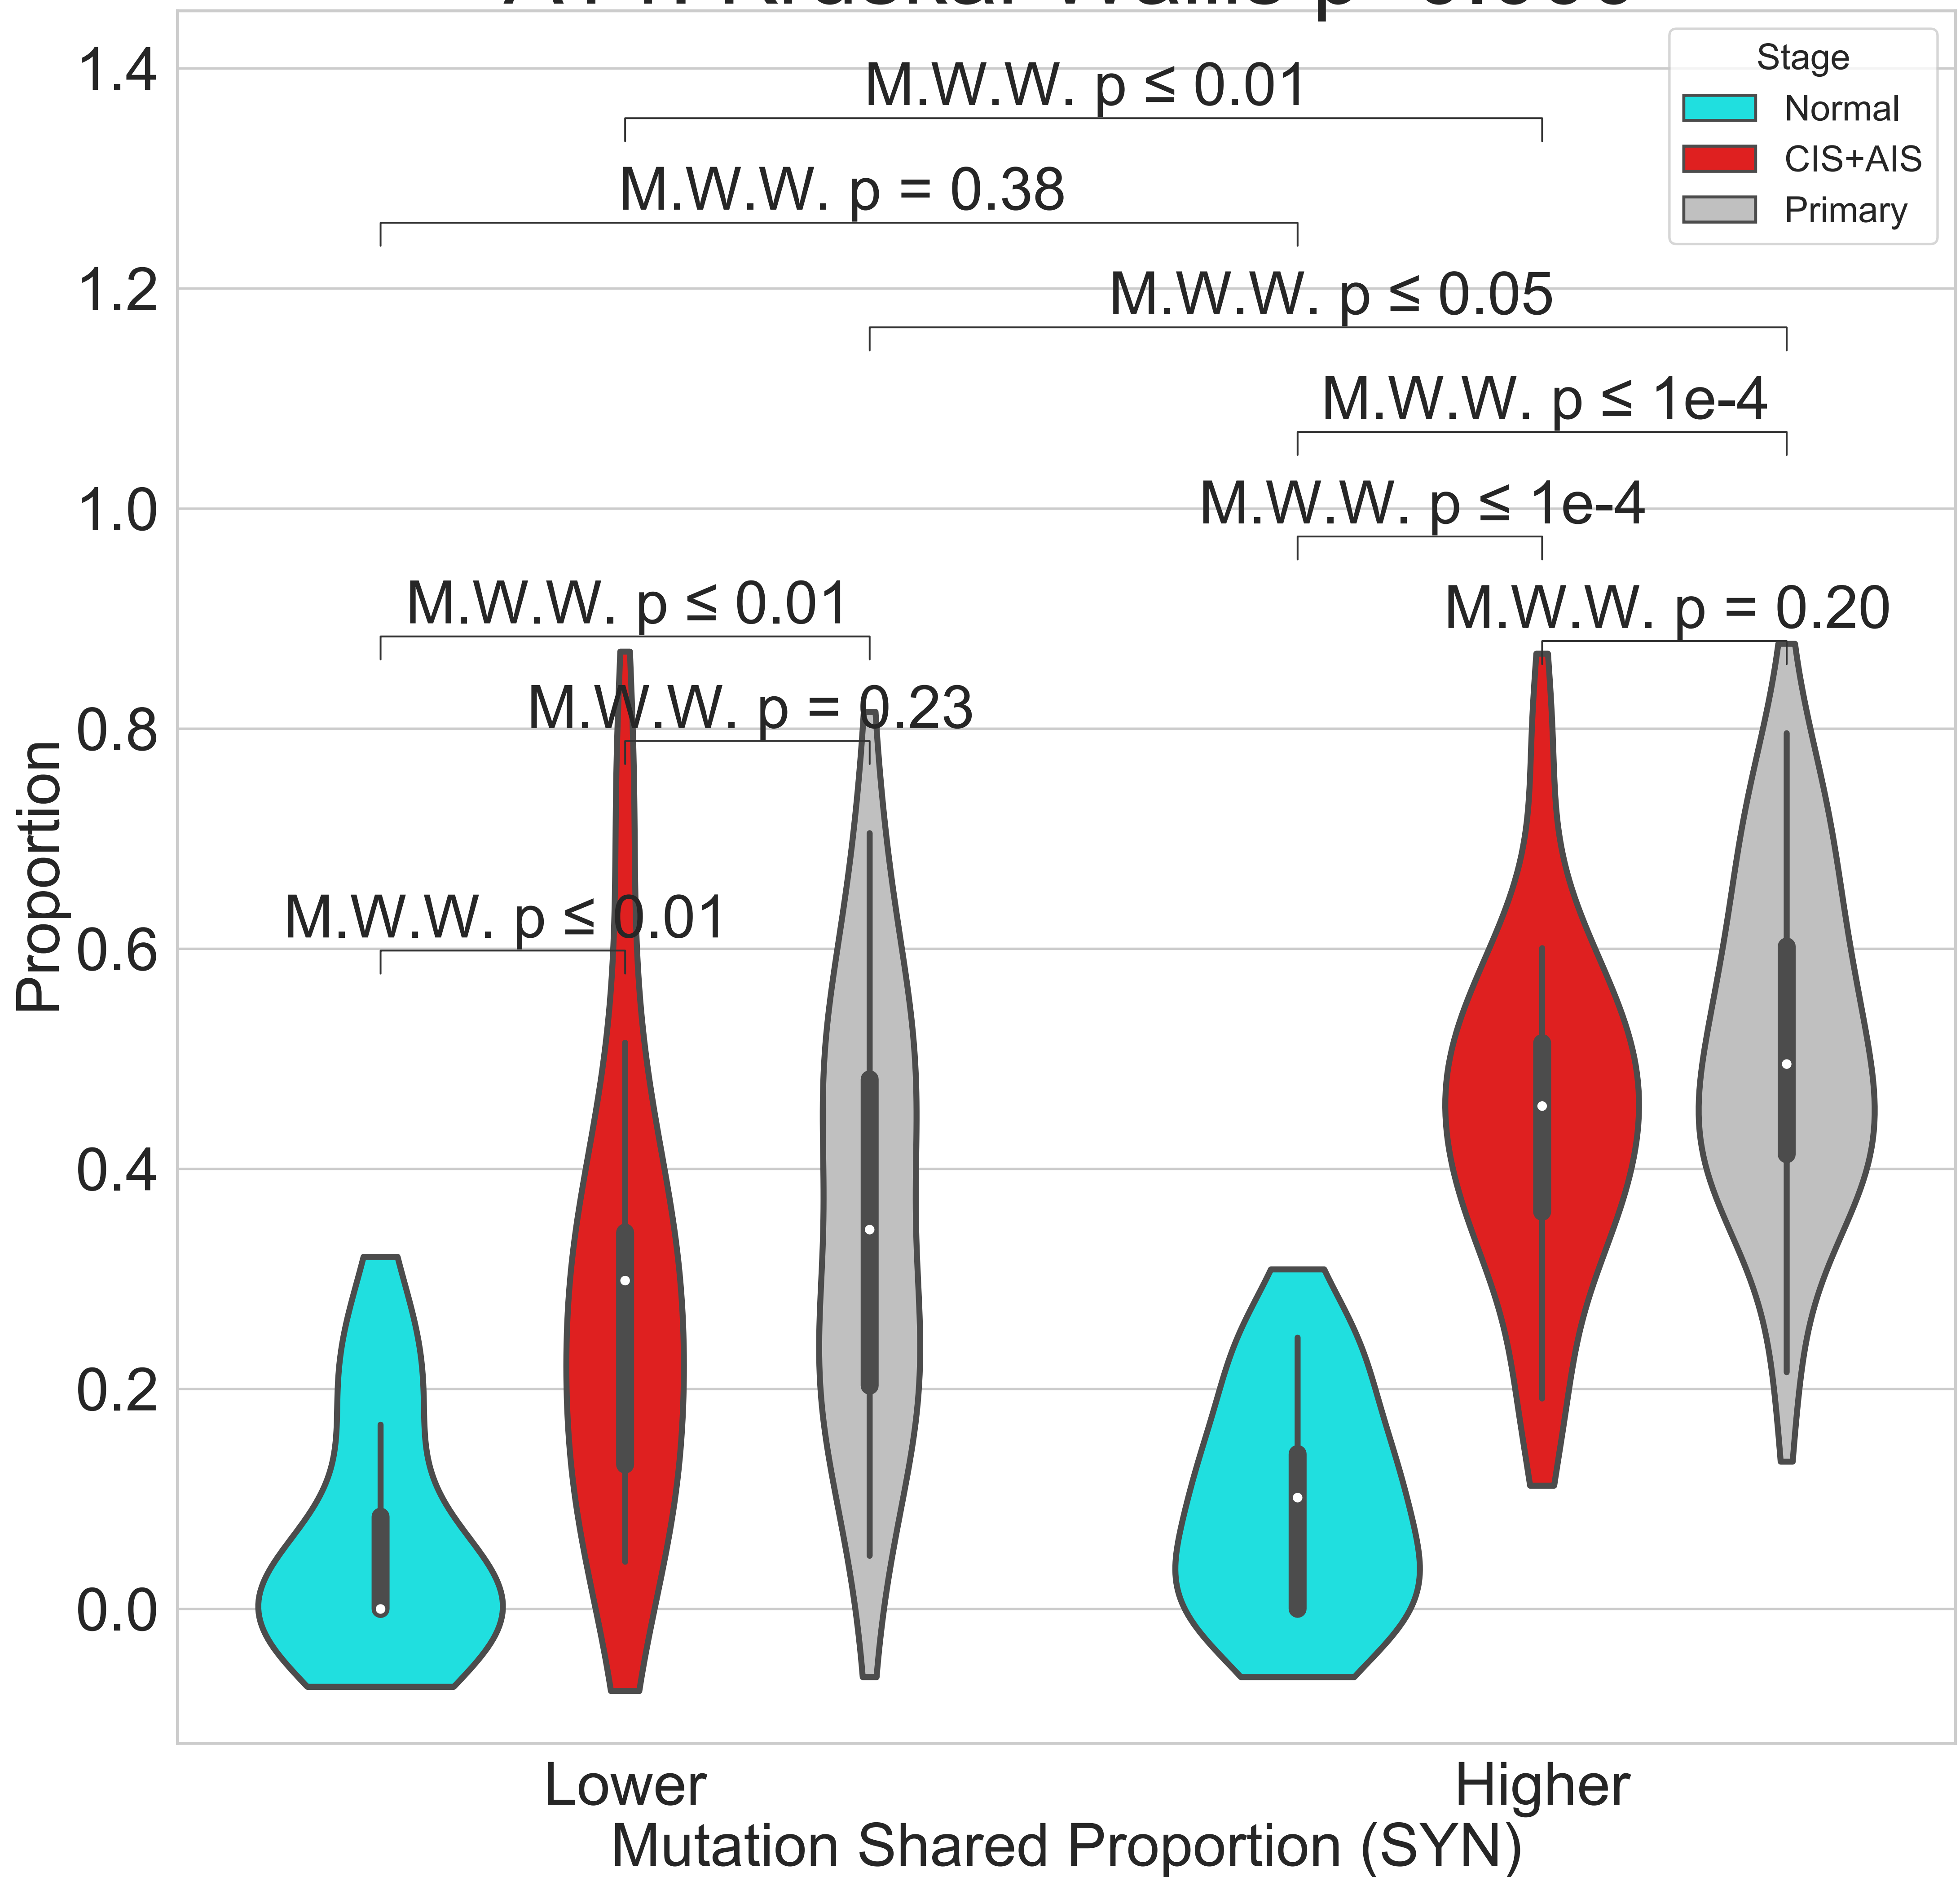 1.4
1.2
1.0
0.8
0.6
0.4
0.2
0.0
Proportion
Stage
Normal
CIS+AIS
Primary
M.W.W. p ≤ 0.01
M.W.W. p = 0.38
M.W.W. p ≤ 0.05
M.W.W. p ≤ 1e-4
M.W.W. p ≤ 1e-4
M.W.W. p ≤ 0.01
M.W.W. p = 0.20
M.W.W. p = 0.23
M.W.W. p ≤ 0.01
Lower
Higher
Mutation Shared Proportion (SYN)